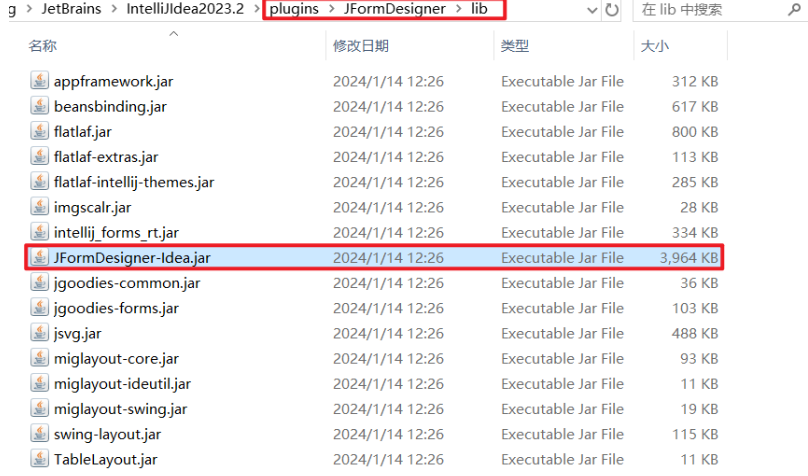 g > JetBrains > IntelliJIdea2023.2 > plugins > JFormDesigner > lib 在 lib 中搜索
名称 修改日期 类型 大小
appframework.jar 2024/1/14 12:26 Executable Jar File 312 KB
beansbinding.jar 2024/1/14 12:26 Executable Jar File 617 KB
flatlaf.jar 2024/1/14 12:26 Executable Jar File 800 KB
flatlaf-extras.jar 2024/1/14 12:26 Executable Jar File 113 KB
flatlaf-intellij-themes.jar 2024/1/14 12:26 Executable Jar File 285 KB
imgscalr.jar 2024/1/14 12:26 Executable Jar File 28 KB
intellij_forms_rt.jar 2024/1/14 12:26 Executable Jar File 334 KB
JFormDesigner-Idea.jar 2024/1/14 12:26 Executable Jar File 3,964 KB
jgoodies-common.jar 2024/1/14 12:26 Executable Jar File 36 KB
jgoodies-forms.jar 2024/1/14 12:26 Executable Jar File 103 KB
jsvg.jar 2024/1/14 12:26 Executable Jar File 488 KB
miglayout-core.jar 2024/1/14 12:26 Executable Jar File 93 KB
miglayout-ideutil.jar 2024/1/14 12:26 Executable Jar File 11 KB
miglayout-swing.jar 2024/1/14 12:26 Executable Jar File 19 KB
swing-layout.jar 2024/1/14 12:26 Executable Jar File 115 KB
TableLayout.jar 2024/1/14 12:26 Executable Jar File 11 KB